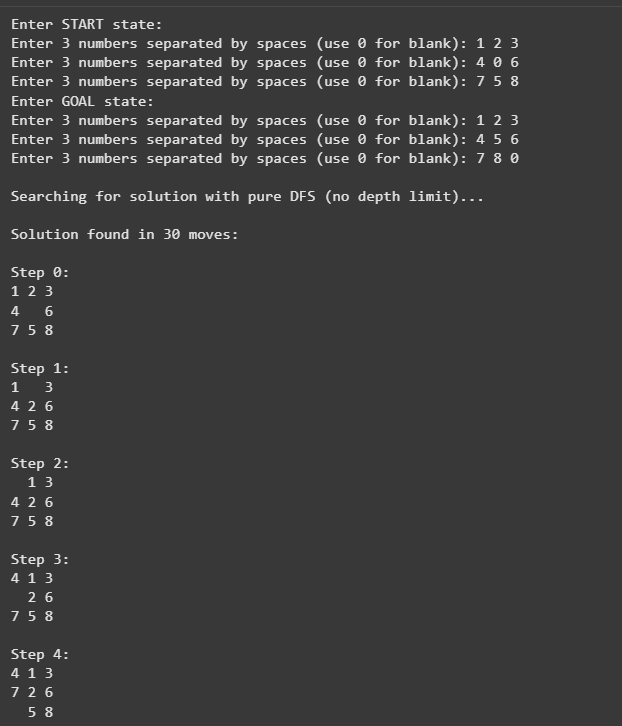 Enter START state:
Enter 3 numbers separated by spaces (use 0 for blank): 1 2 3
Enter 3 numbers separated by spaces (use 0 for blank): 4 0 6
Enter 3 numbers separated by spaces (use 0 for blank): 7 5 8
Enter GOAL state:
Enter 3 numbers separated by spaces (use 0 for blank): 1 2 3
Enter 3 numbers separated by spaces (use 0 for blank): 4 5 6
Enter 3 numbers separated by spaces (use 0 for blank): 7 8 0

Searching for solution with pure DFS (no depth limit)...

Solution found in 30 moves:

Step 0:
1 2 3
4   6
7 5 8

Step 1:
1   3
4 2 6
7 5 8

Step 2:
  1 3
4 2 6
7 5 8

Step 3:
4 1 3
  2 6
7 5 8

Step 4:
4 1 3
7 2 6
  5 8